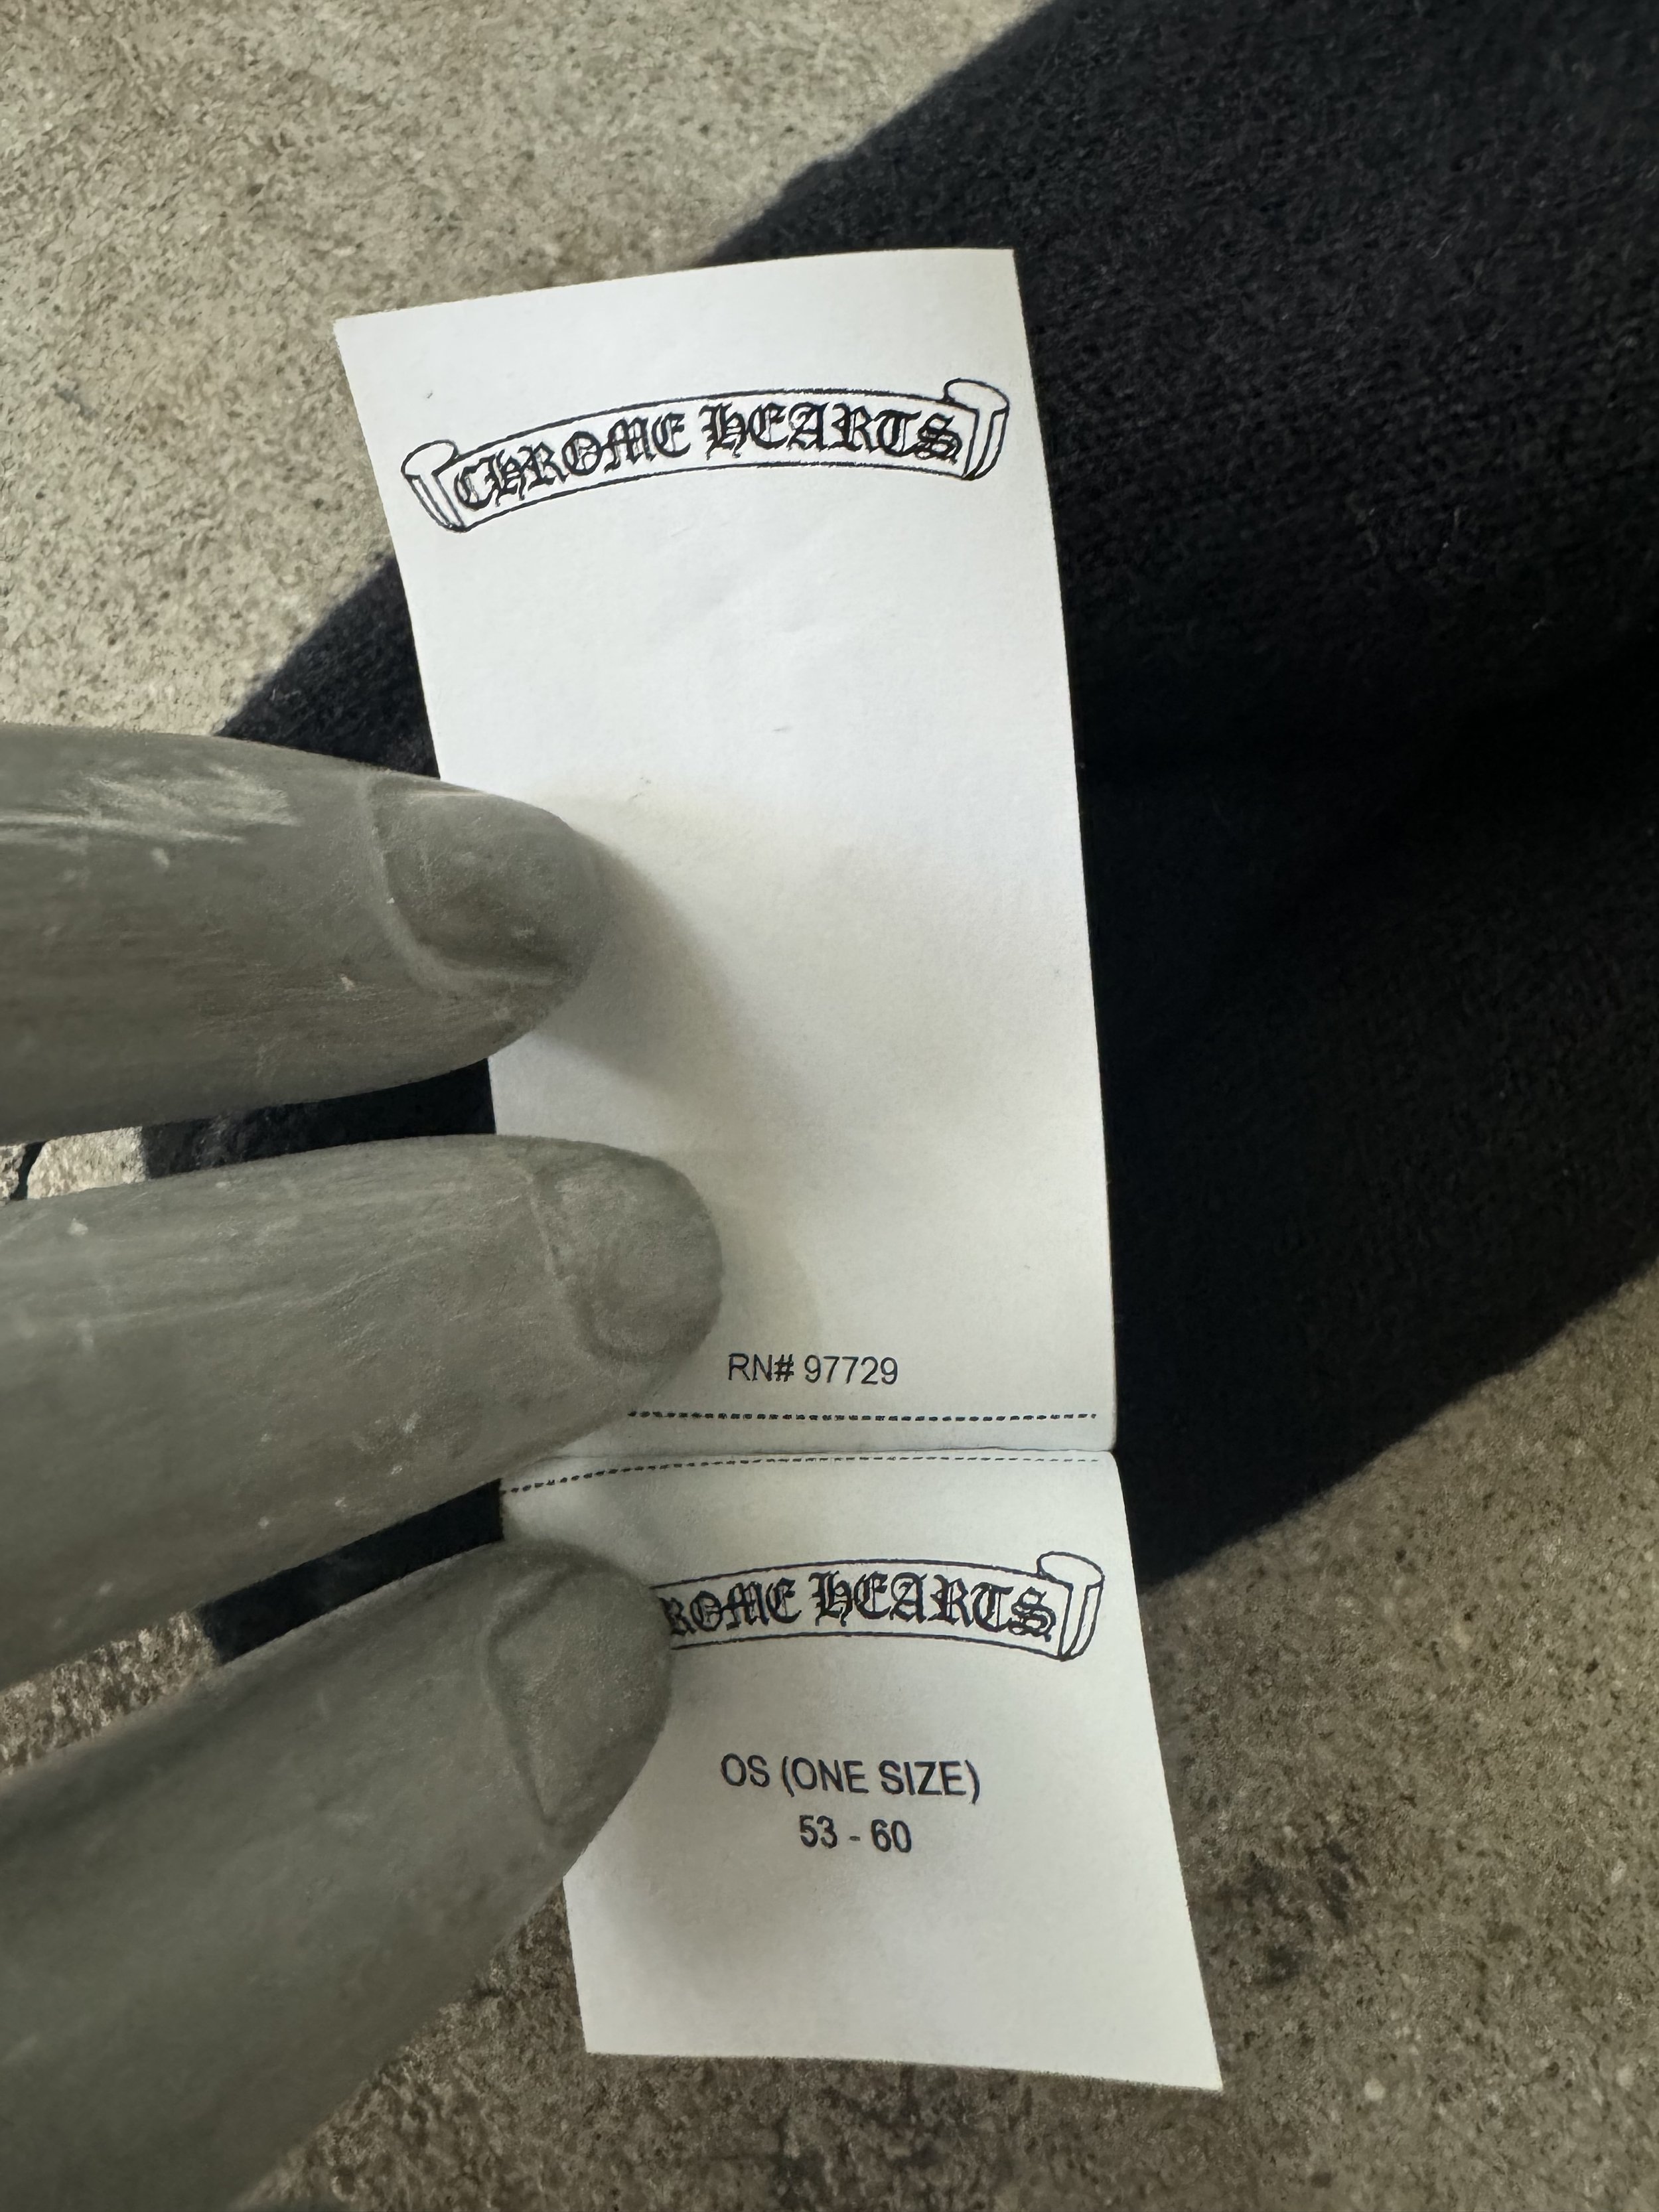 CHROME HEARTS
RN# 97729
ROME HEARTS
OS (ONE SIZE)
53 - 60